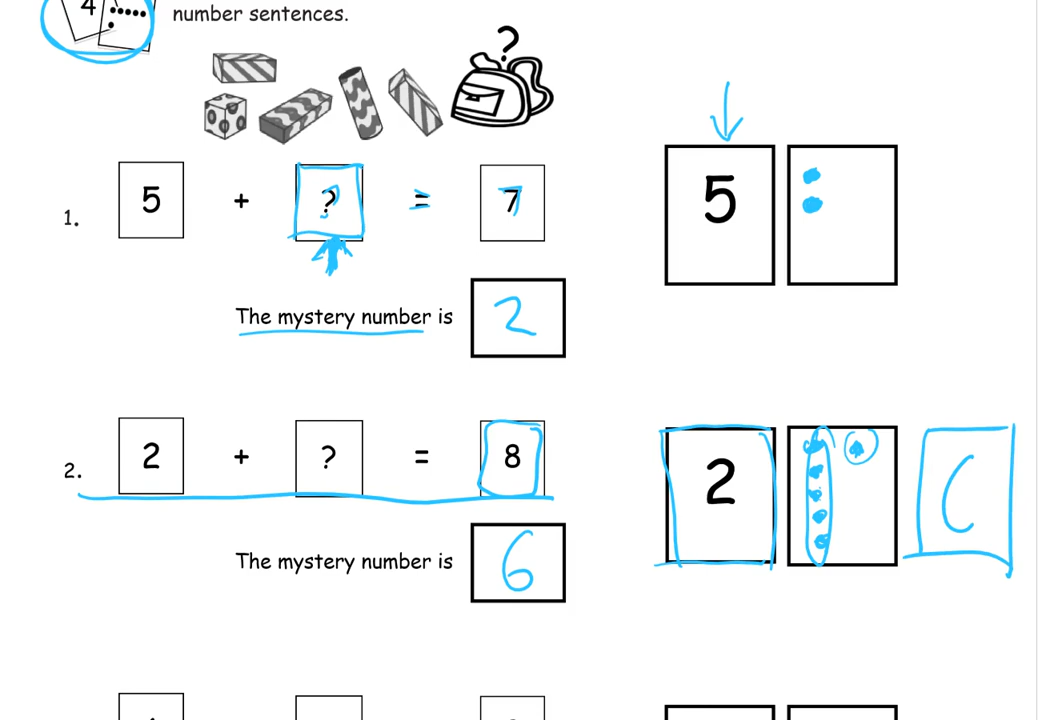 4
number sentences.
?
1. 5 + ? = 7
5
The mystery number is 2
2. 2 + ? = 8
2
The mystery number is 6